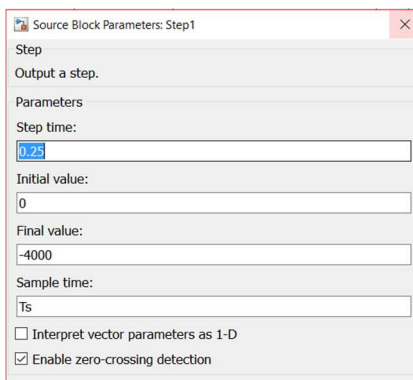 Source Block Parameters: Step1
Step
Output a step.
Parameters
Step time:
0.25
Initial value:
0
Final value:
-4000
Sample time:
Ts
Interpret vector parameters as 1-D
Enable zero-crossing detection